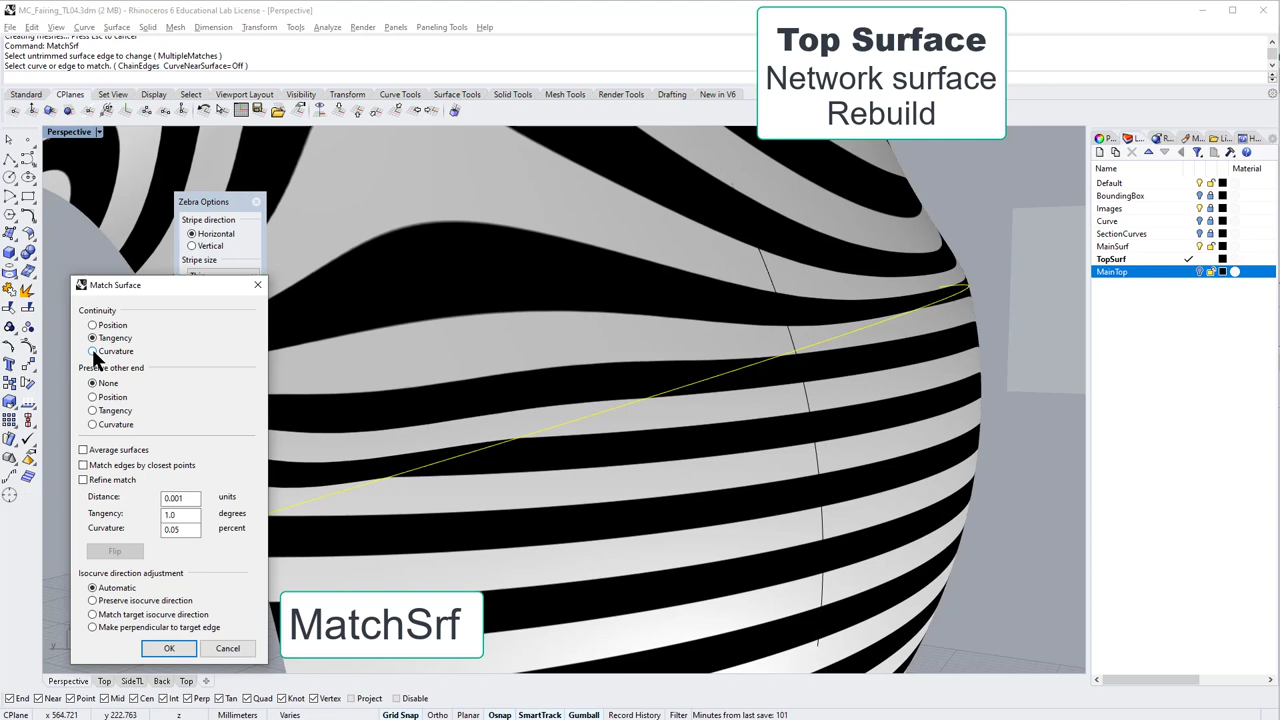 MC_Fairing_TL04.3dm (2 MB) - Rhinoceros 6 Educational Lab License - [Perspective]
File Edit View Curve Surface Solid Mesh Dimension Transform Tools Analyze Render Panels Paneling Tools Help
Creating meshes... Press Esc to cancel
Command: MatchSrf
Select untrimmed surface edge to change ( MultipleMatches )
Select curve or edge to match. ( ChainEdges CurveNearSurface=Off )
Top Surface
Network surface
Rebuild
Standard CPlanes Set View Display Select Viewport Layout Visibility Transform Curve Tools Surface Tools Solid Tools Mesh Tools Render Tools Drafting New in V6
Perspective
P... L... R... M... Li... H...
Name Material
Default
BoundingBox
Images
Curve
SectionCurves
MainSurf
TopSurf
MainTop
Zebra Options
Stripe direction
Horizontal
Vertical
Stripe size
Match Surface
Continuity
Position
Tangency
Curvature
Preserve other end
None
Position
Tangency
Curvature
Average surfaces
Match edges by closest points
Refine match
Distance: 0.001 units
Tangency: 1.0 degrees
Curvature: 0.05 percent
Flip
Isocurve direction adjustment
Automatic
Preserve isocurve direction
Match target isocurve direction
Make perpendicular to target edge
OK Cancel
MatchSrf
Perspective Top SideTL Back Top
End Near Point Mid Cen Int Perp Tan Quad Knot Vertex Project Disable
CPlane x 564.721 y 222.763 z Millimeters Varies Grid Snap Ortho Planar Osnap SmartTrack Gumball Record History Filter Minutes from last save: 101